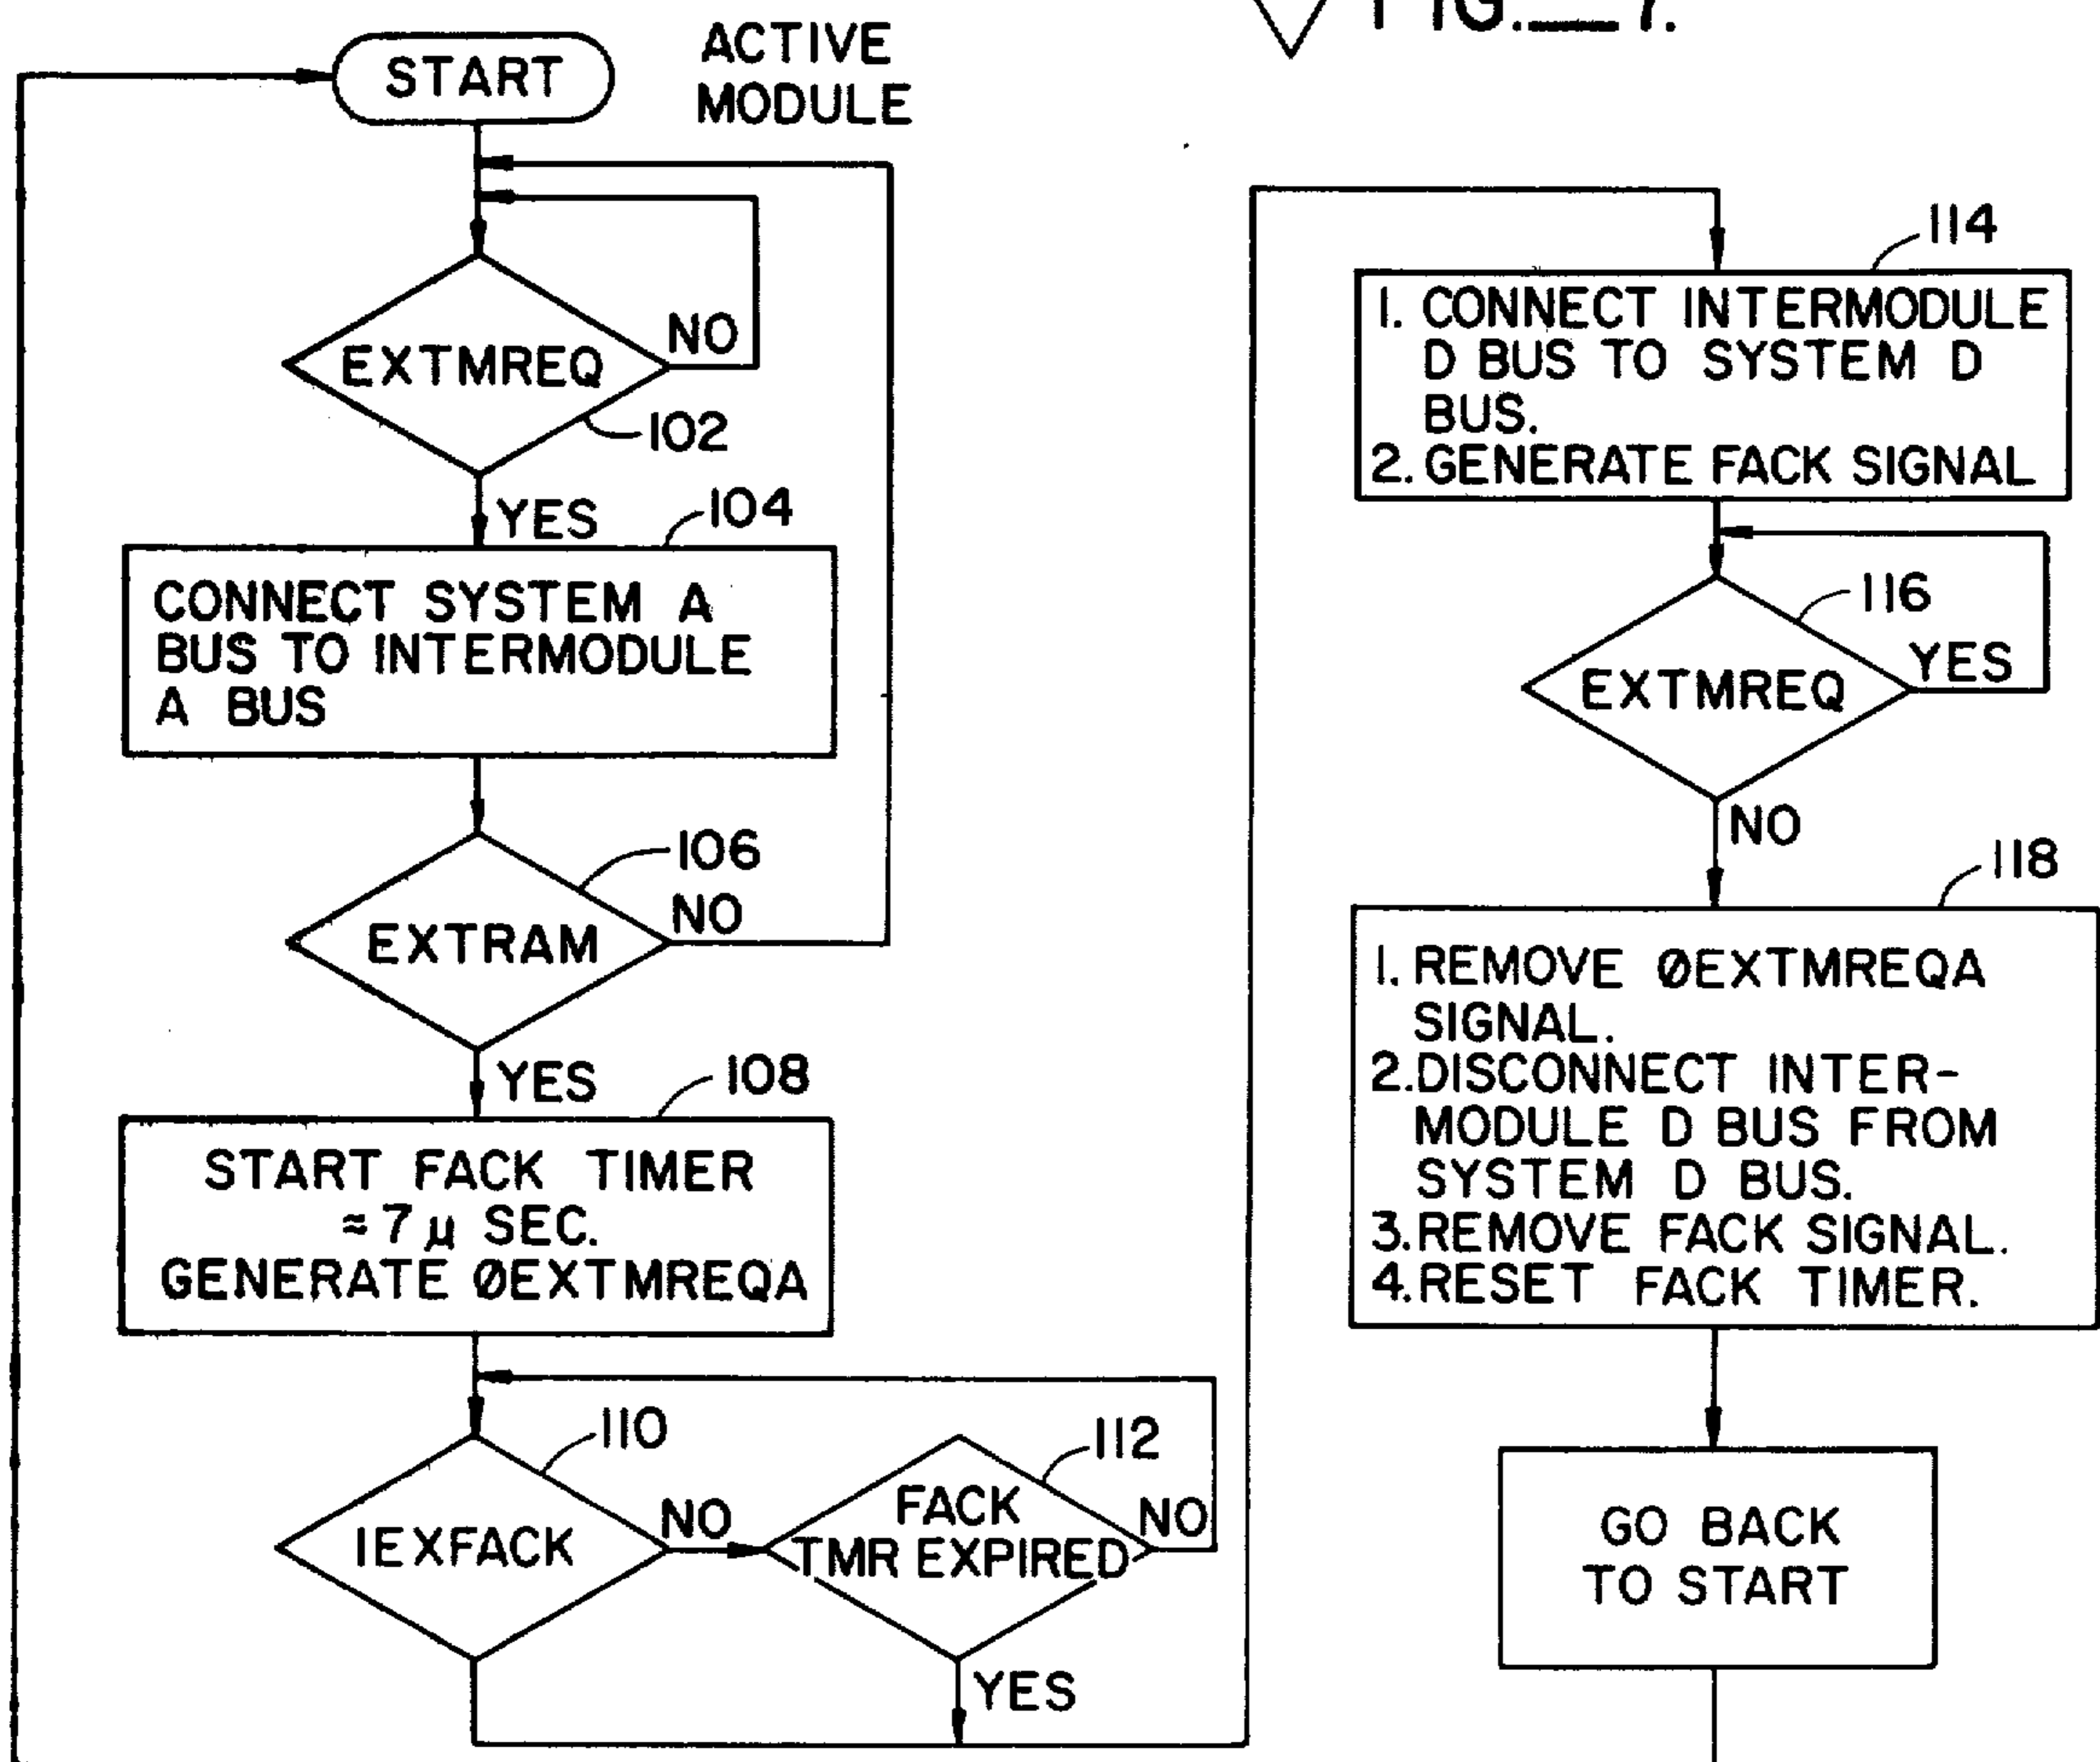 FIG. 7.
START
ACTIVE
MODULE
EXTMREQ
NO
102
YES
104
CONNECT SYSTEM A
BUS TO INTERMODULE
A BUS
106
EXTRAM
NO
YES
108
START FACK TIMER
≈ 7 µ SEC.
GENERATE ØEXTMREQA
110
IEXFACK
NO
112
FACK
TMR EXPIRED
NO
YES
114
1. CONNECT INTERMODULE
D BUS TO SYSTEM D
BUS.
2. GENERATE FACK SIGNAL
116
EXTMREQ
YES
NO
118
1. REMOVE ØEXTMREQA
SIGNAL.
2. DISCONNECT INTER-
MODULE D BUS FROM
SYSTEM D BUS.
3. REMOVE FACK SIGNAL.
4. RESET FACK TIMER.
GO BACK
TO START